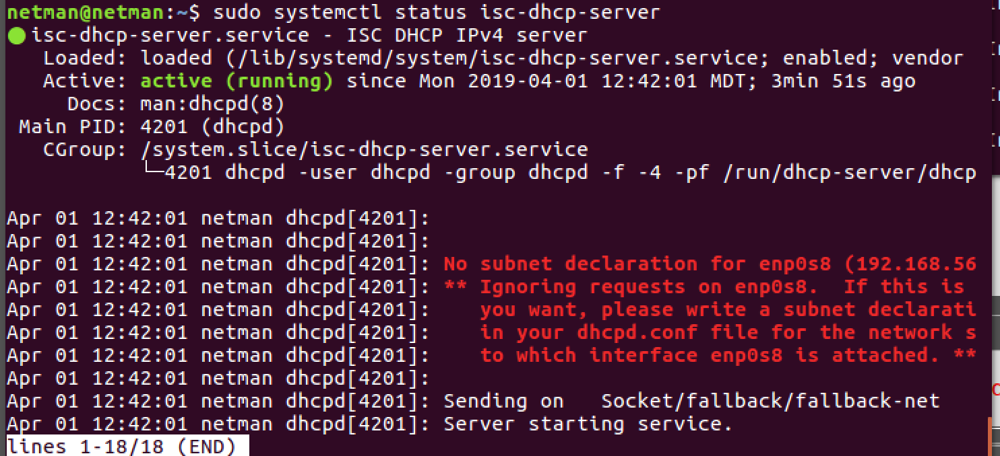 netman@netman:~$ sudo systemctl status isc-dhcp-server
● isc-dhcp-server.service - ISC DHCP IPv4 server
   Loaded: loaded (/lib/systemd/system/isc-dhcp-server.service; enabled; vendor
   Active: active (running) since Mon 2019-04-01 12:42:01 MDT; 3min 51s ago
     Docs: man:dhcpd(8)
 Main PID: 4201 (dhcpd)
   CGroup: /system.slice/isc-dhcp-server.service
           └─4201 dhcpd -user dhcpd -group dhcpd -f -4 -pf /run/dhcp-server/dhcp
Apr 01 12:42:01 netman dhcpd[4201]:
Apr 01 12:42:01 netman dhcpd[4201]:
Apr 01 12:42:01 netman dhcpd[4201]: No subnet declaration for enp0s8 (192.168.56
Apr 01 12:42:01 netman dhcpd[4201]: ** Ignoring requests on enp0s8.  If this is
Apr 01 12:42:01 netman dhcpd[4201]:    you want, please write a subnet declarati
Apr 01 12:42:01 netman dhcpd[4201]:    in your dhcpd.conf file for the network s
Apr 01 12:42:01 netman dhcpd[4201]:    to which interface enp0s8 is attached. **
Apr 01 12:42:01 netman dhcpd[4201]:
Apr 01 12:42:01 netman dhcpd[4201]: Sending on   Socket/fallback/fallback-net
Apr 01 12:42:01 netman dhcpd[4201]: Server starting service.
lines 1-18/18 (END)